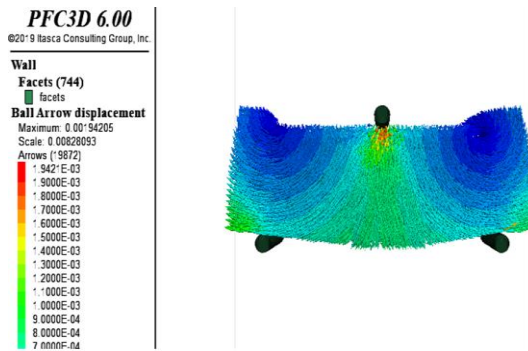 PFC3D 6.00
©2019 Itasca Consulting Group, Inc.
Wall
Facets (744)
facets
Ball Arrow displacement
Maximum: 0.00194205
Scale: 0.00828093
Arrows (19872)
1.9421E-03
1.9000E-03
1.8000E-03
1.7000E-03
1.6000E-03
1.5000E-03
1.4000E-03
1.3000E-03
1.2000E-03
1.1000E-03
1.0000E-03
9.0000E-04
8.0000E-04
7.0000E-04